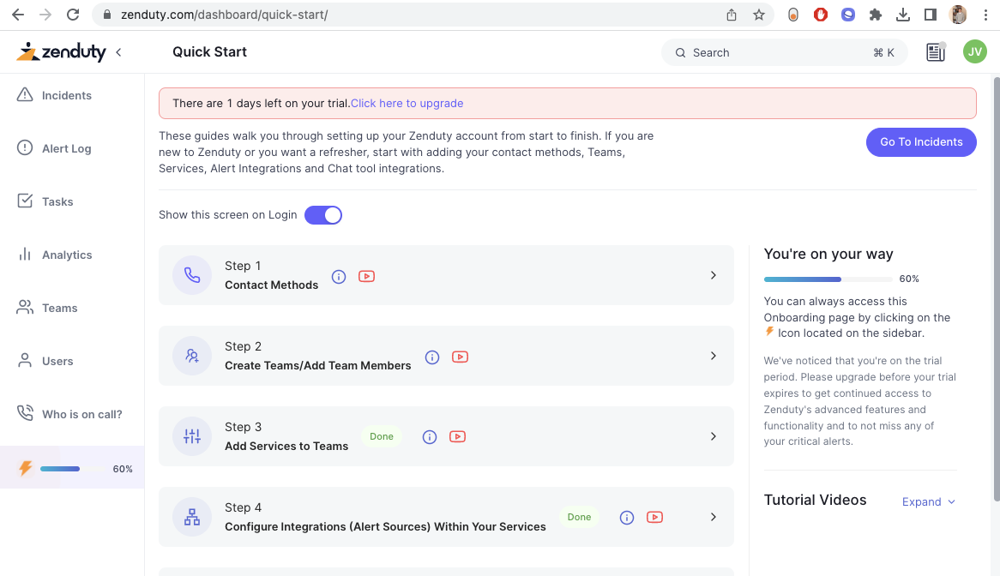 zenduty.com/dashboard/quick-start/
zenduty
Quick Start
Search
⌘ K
JV
Incidents
Alert Log
Tasks
Analytics
Teams
Users
Who is on call?
60%
There are 1 days left on your trial.Click here to upgrade
These guides walk you through setting up your Zenduty account from start to finish. If you are
new to Zenduty or you want a refresher, start with adding your contact methods, Teams,
Services, Alert Integrations and Chat tool integrations.
Go To Incidents
Show this screen on Login
Step 1
Contact Methods
Step 2
Create Teams/Add Team Members
Step 3
Add Services to Teams
Done
Step 4
Configure Integrations (Alert Sources) Within Your Services
Done
You're on your way
60%
You can always access this
Onboarding page by clicking on the
Icon located on the sidebar.
We've noticed that you're on the trial
period. Please upgrade before your trial
expires to get continued access to
Zenduty's advanced features and
functionality and to not miss any of
your critical alerts.
Tutorial Videos
Expand